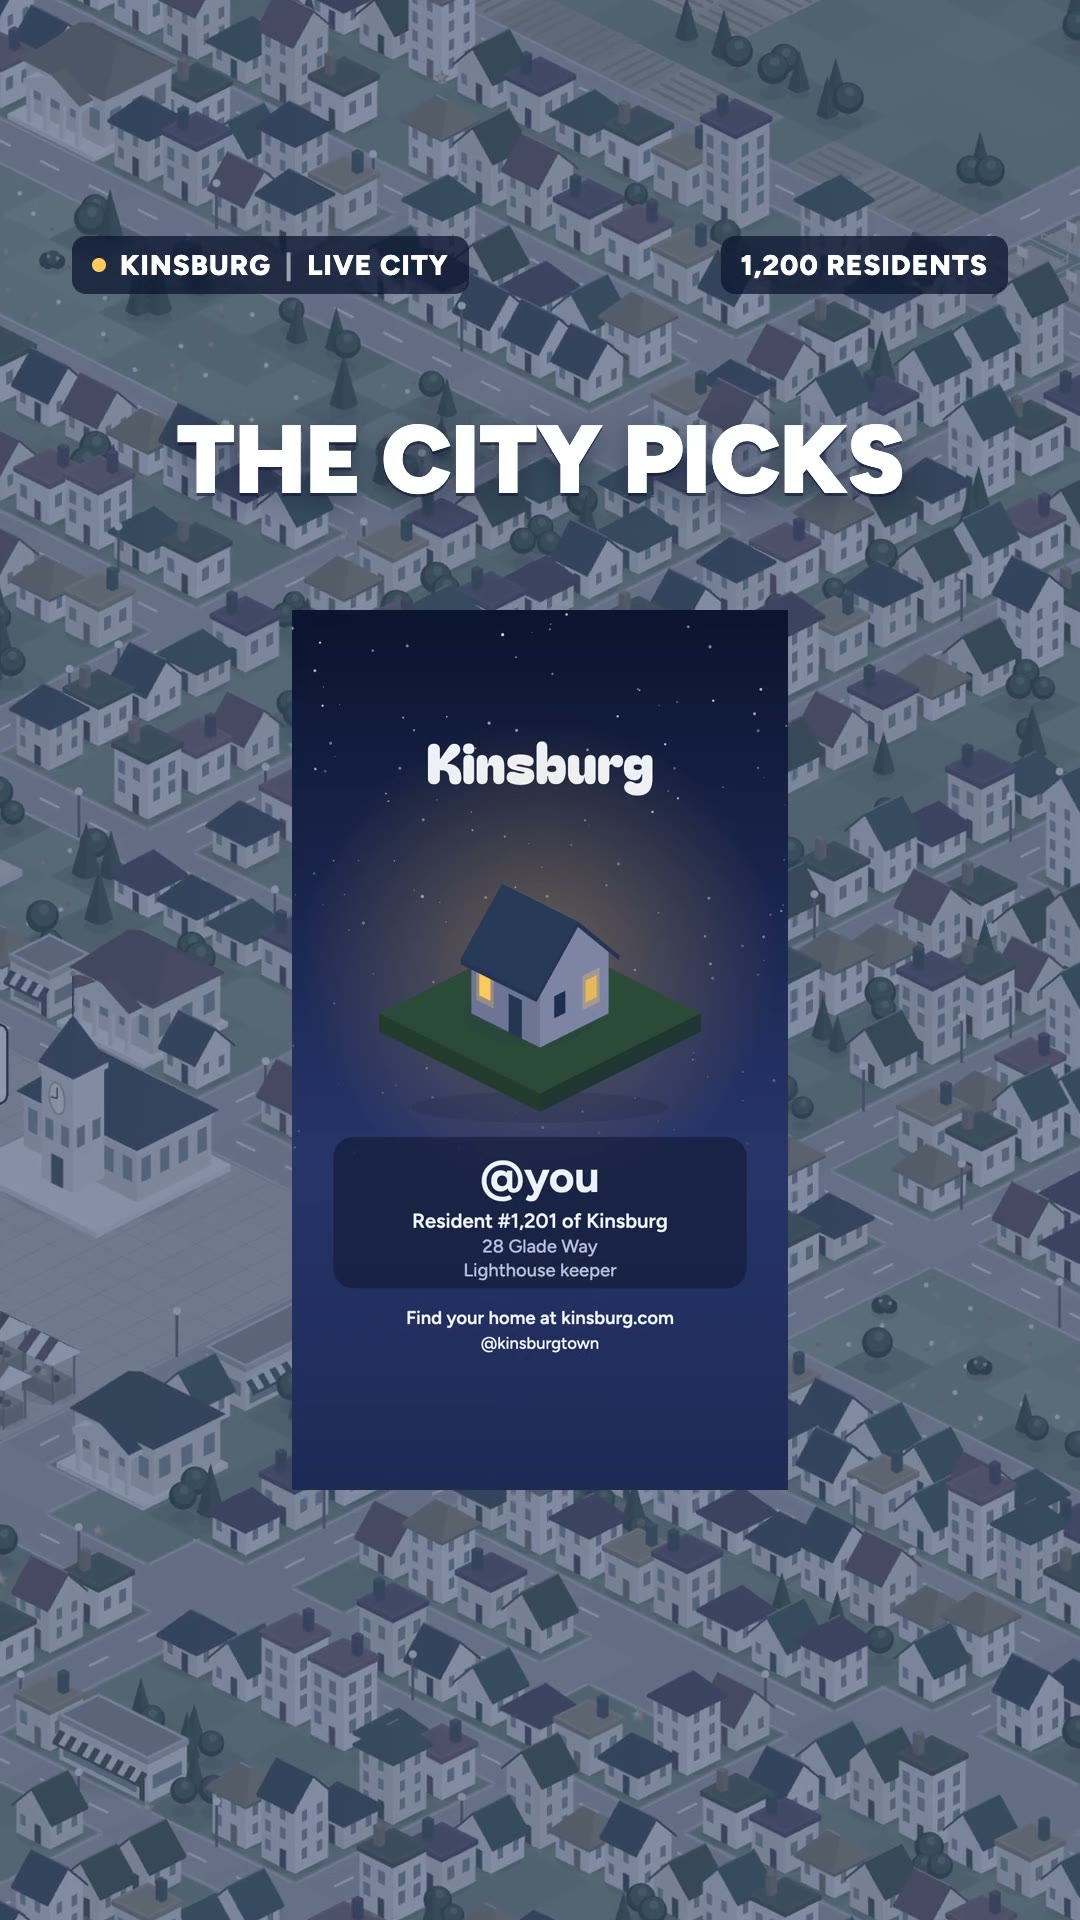 KINSBURG | LIVE CITY
1,200 RESIDENTS
THE CITY PICKS
Kinsburg
@you
Resident #1,201 of Kinsburg
28 Glade Way
Lighthouse keeper
Find your home at kinsburg.com
@kinsburgtown